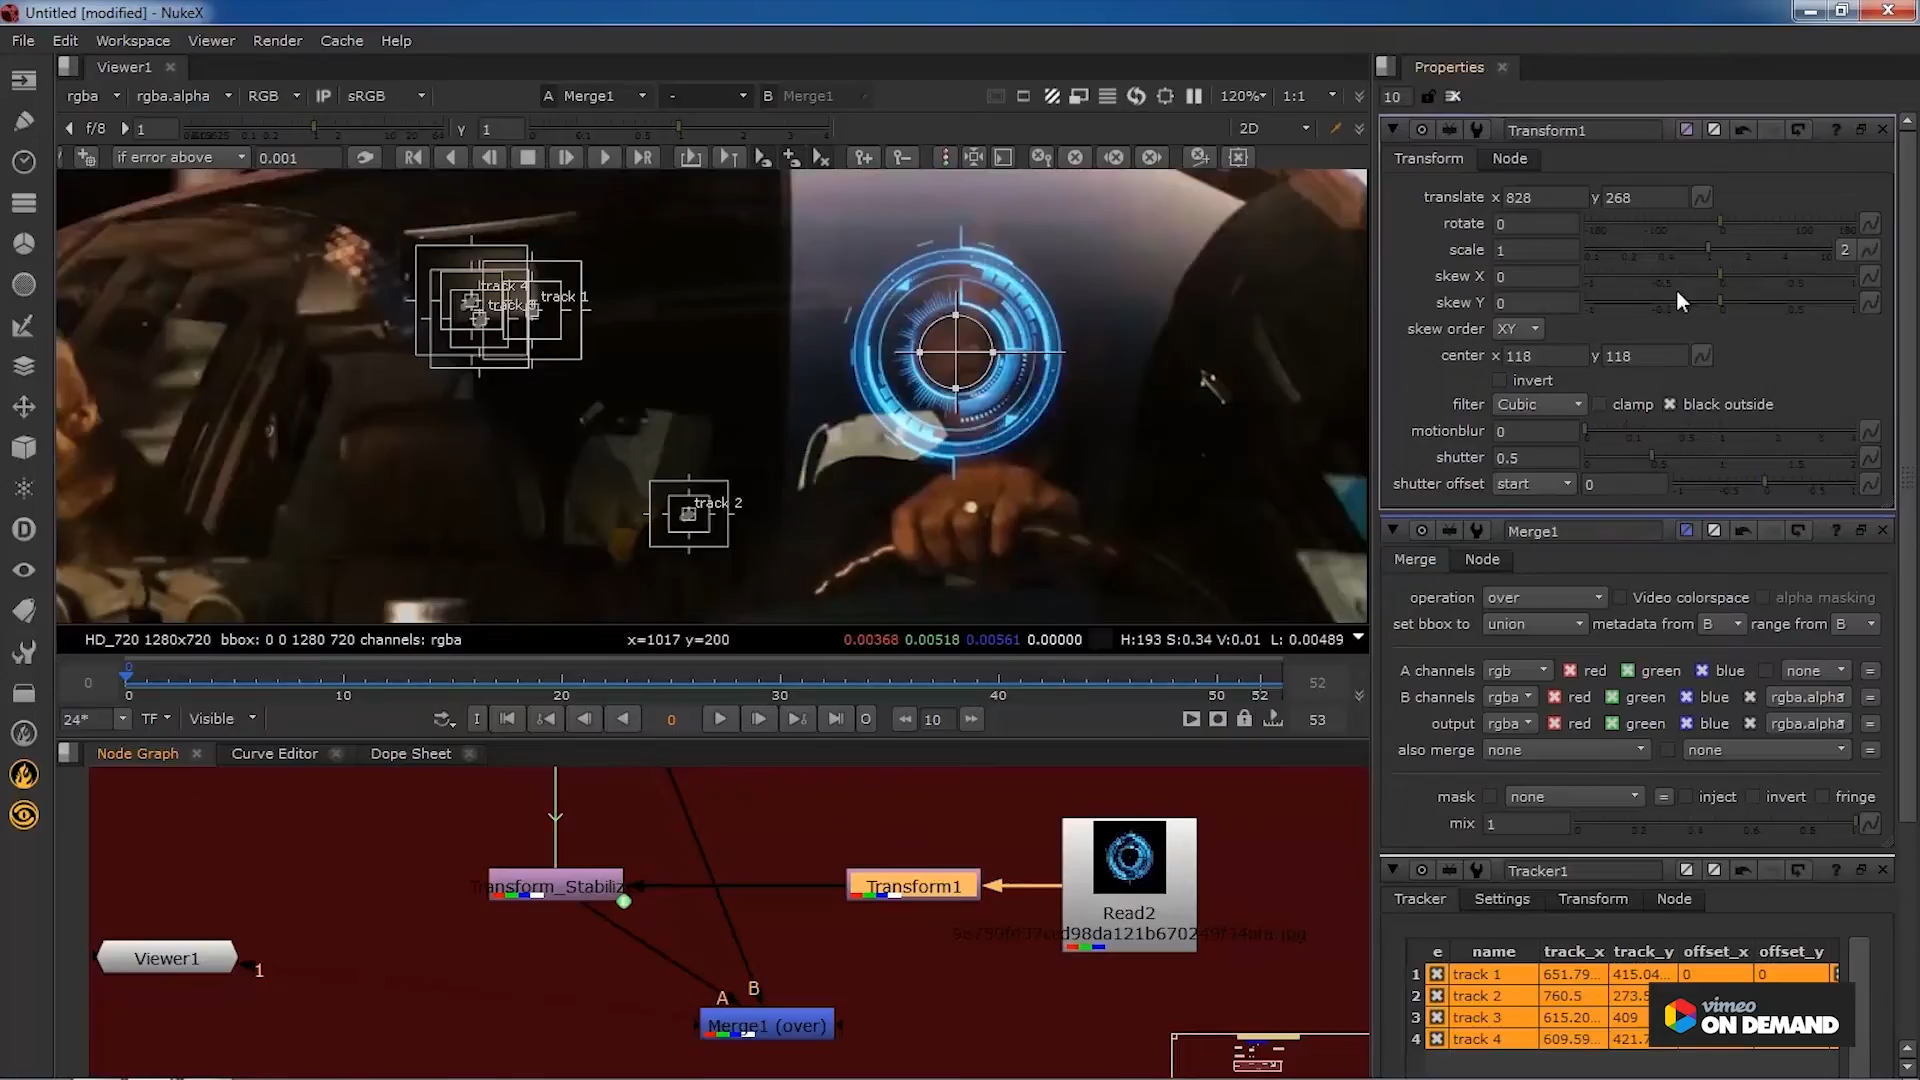 Untitled [modified] - NukeX
File Edit Workspace Viewer Render Cache Help
Viewer1
rgba rgba.alpha RGB IP sRGB A Merge1 - B Merge1 120% 1:1
f/8 1 y 1 2D
if error above 0.001
track 4
track 1
track 2
HD_720 1280x720 bbox: 0 0 1280 720 channels: rgba x=1017 y=200 0.00368 0.00518 0.00561 0.00000 H:193 S:0.34 V:0.01 L: 0.00489
0
0 0 10 20 30 40 50 52 52
24* TF Visible I 0 O 10 53
Node Graph Curve Editor Dope Sheet
Transform1
Read2
Viewer1
1
A B
Merge1 (over)
Properties
10
Transform1
Transform Node
translate x 828 y 268
rotate 0
scale 1 2
skew X 0
skew Y 0
skew order XY
center x 118 y 118
invert
filter Cubic clamp black outside
motionblur 0
shutter 0.5
shutter offset start 0
Merge1
Merge Node
operation over Video colorspace alpha masking
set bbox to union metadata from B range from B
A channels rgb red green blue none =
B channels rgba red green blue rgba.alpha =
output rgba red green blue rgba.alpha =
also merge none none =
mask none = inject invert fringe
mix 1
Tracker1
Tracker Settings Transform Node
e name track_x track_y offset_x offset_y
1 track 1 651.79... 415.04... 0 0
2 track 2 760.5 273.5
3 track 3 615.20... 409
4 track 4 609.59... 421.7
vimeo
ON DEMAND